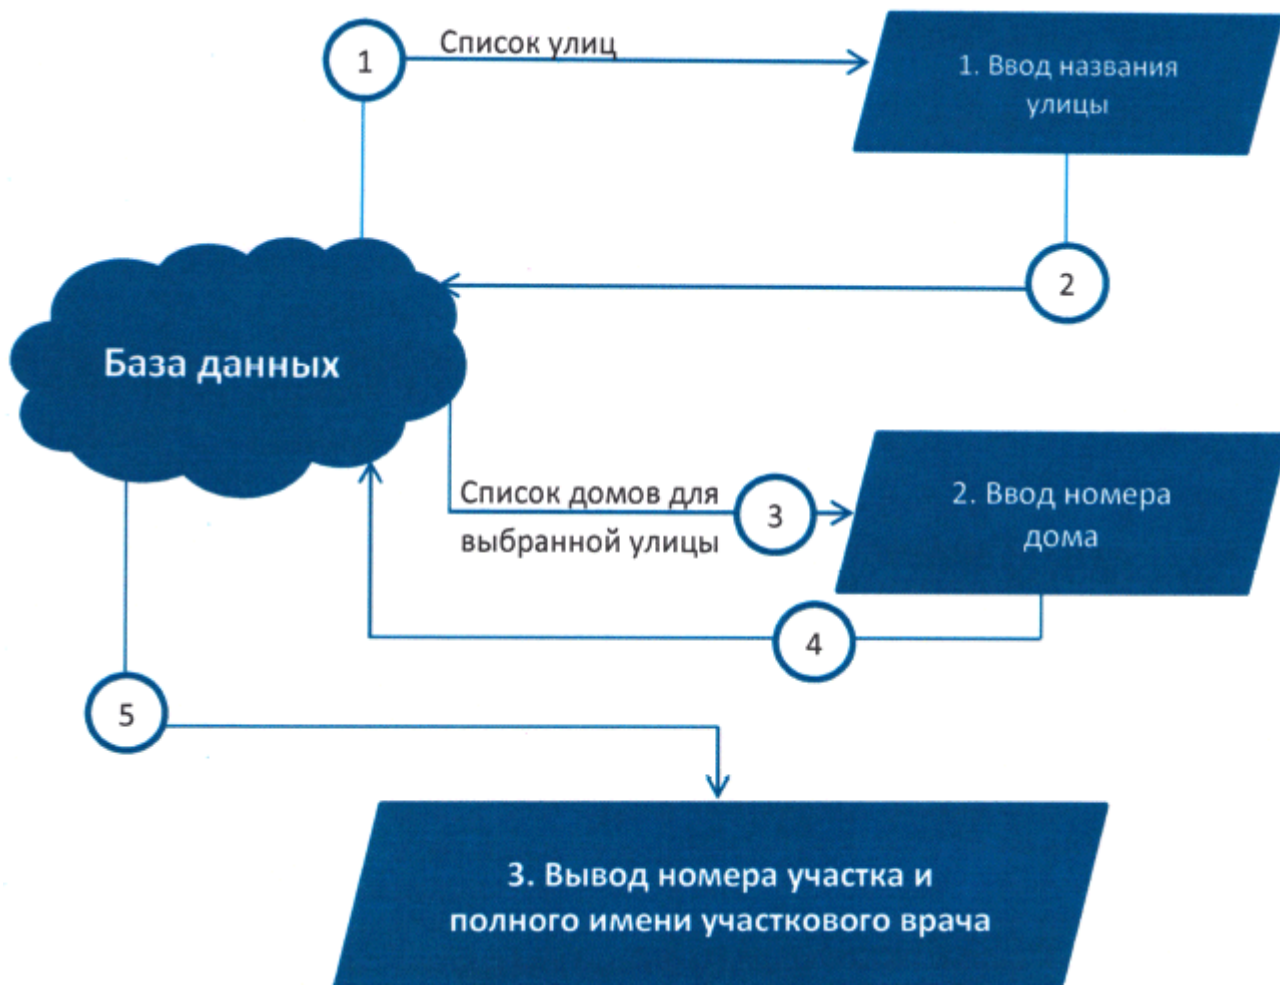 1
Список улиц
1. Ввод названия
улицы
2
База данных
Список домов для
выбранной улицы
3
2. Ввод номера
дома
4
5
3. Вывод номера участка и
полного имени участкового врача